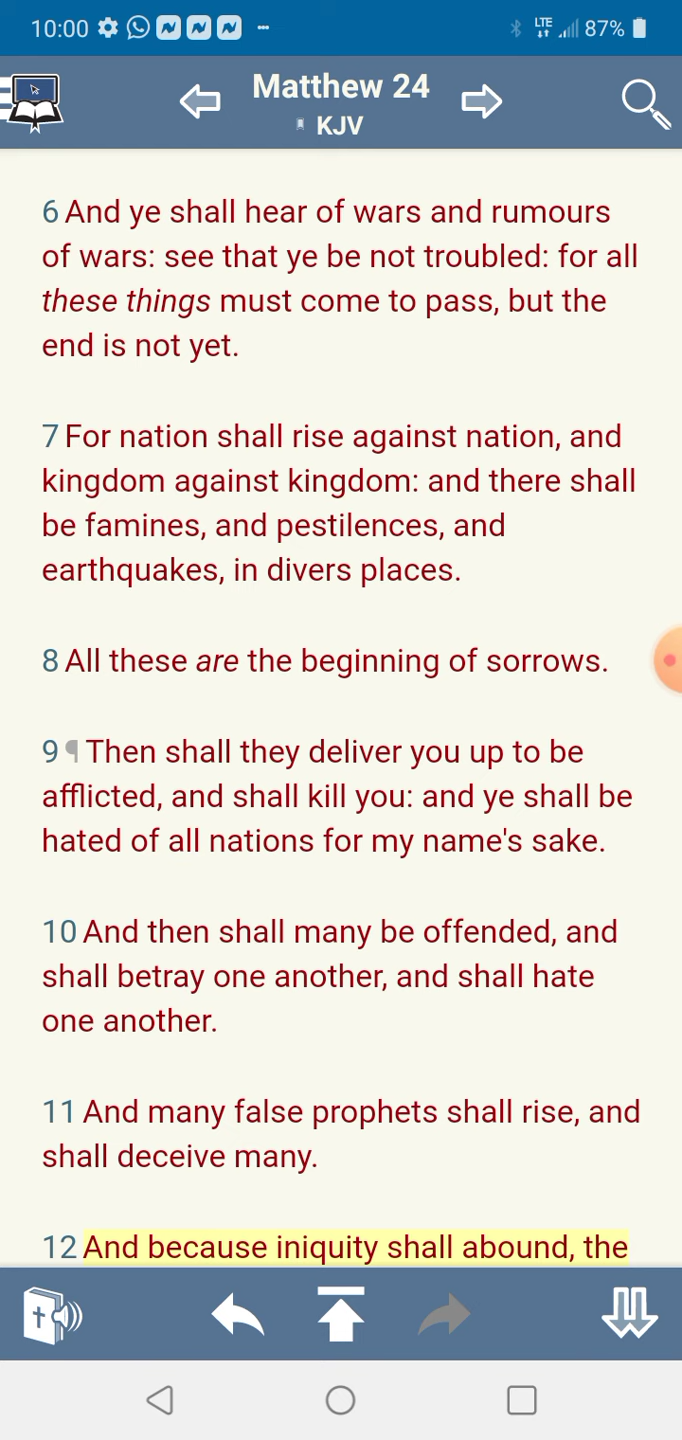 10:00
LTE
87%
Matthew 24
KJV
6 And ye shall hear of wars and rumours
of wars: see that ye be not troubled: for all
these things must come to pass, but the
end is not yet.
7 For nation shall rise against nation, and
kingdom against kingdom: and there shall
be famines, and pestilences, and
earthquakes, in divers places.
8 All these are the beginning of sorrows.
9 ¶ Then shall they deliver you up to be
afflicted, and shall kill you: and ye shall be
hated of all nations for my name's sake.
10 And then shall many be offended, and
shall betray one another, and shall hate
one another.
11 And many false prophets shall rise, and
shall deceive many.
12 And because iniquity shall abound, the